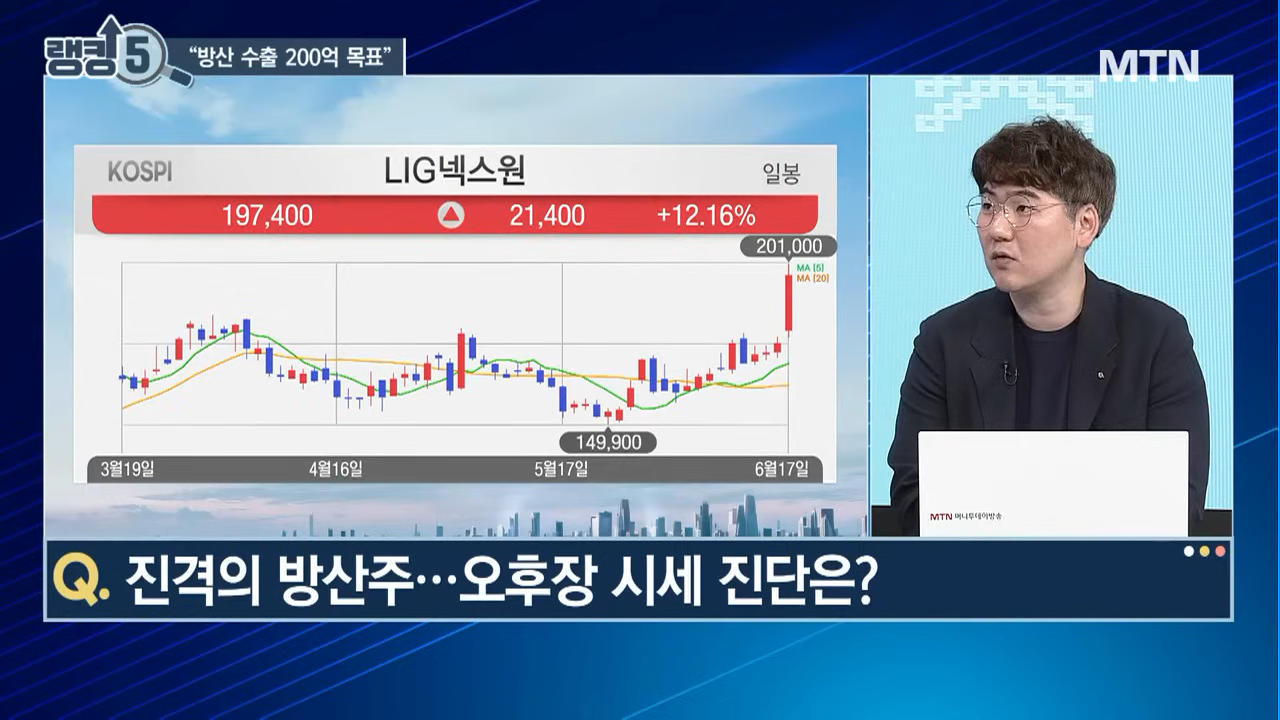 랭킹 5
“방산 수출 200억 목표”
MTN
KOSPI
LIG넥스원
일봉
197,400 ▲ 21,400 +12.16%
201,000
MA [5]
MA [20]
149,900
3월19일 4월16일 5월17일 6월17일
MTN 머니투데이방송
Q. 진격의 방산주…오후장 시세 진단은?